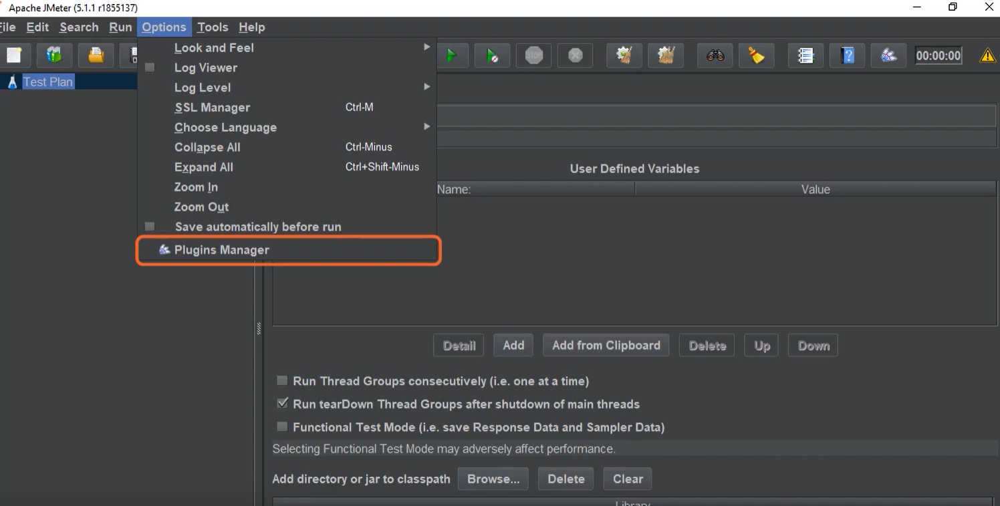 Apache JMeter (5.1.1 r1855137)
File Edit Search Run Options Tools Help
Look and Feel
Log Viewer
Log Level
SSL Manager Ctrl-M
Choose Language
Collapse All Ctrl-Minus
Expand All Ctrl+Shift-Minus
Zoom In
Zoom Out
Save automatically before run
Plugins Manager
STOP
00:00:00
Test Plan
User Defined Variables
Name: Value
Detail Add Add from Clipboard Delete Up Down
Run Thread Groups consecutively (i.e. one at a time)
Run tearDown Thread Groups after shutdown of main threads
Functional Test Mode (i.e. save Response Data and Sampler Data)
Selecting Functional Test Mode may adversely affect performance.
Add directory or jar to classpath Browse... Delete Clear
Library